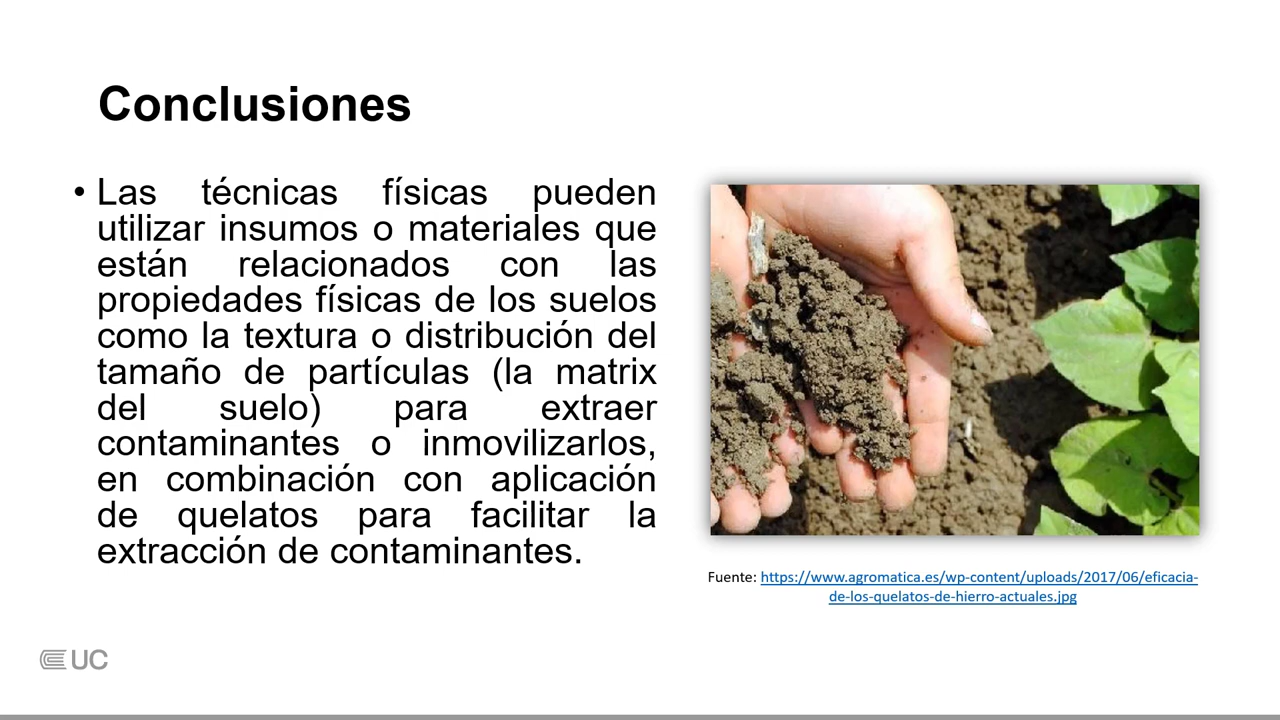 Conclusiones
• Las técnicas físicas pueden
utilizar insumos o materiales que
están relacionados con las
propiedades físicas de los suelos
como la textura o distribución del
tamaño de partículas (la matrix
del suelo) para extraer
contaminantes o inmovilizarlos,
en combinación con aplicación
de quelatos para facilitar la
extracción de contaminantes.
Fuente: https://www.agromatica.es/wp-content/uploads/2017/06/eficacia-
de-los-quelatos-de-hierro-actuales.jpg
UC